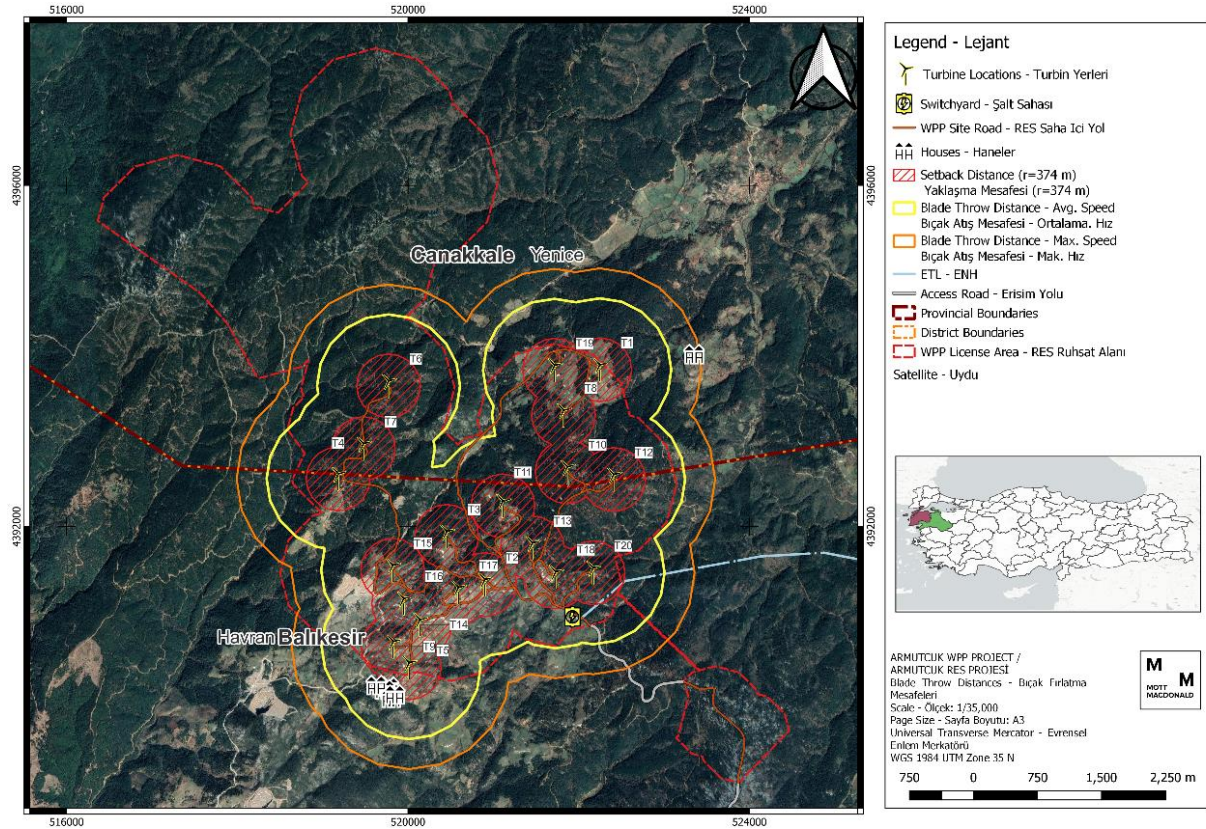 516000
520000
524000
4396000
4396000
Canakkale Yenice
T19
T1
T6
T8
T7
T4
T10
T12
T11
T3
T13
T15
T2
T18
T20
T16
T17
T14
Havran Balıkesir
T9
T5
4392000
4392000
516000
520000
524000
Legend - Lejant
Turbine Locations - Turbin Yerleri
Switchyard - Şalt Sahası
WPP Site Road - RES Saha Ici Yol
Houses - Haneler
Setback Distance (r=374 m)
Yaklaşma Mesafesi (r=374 m)
Blade Throw Distance - Avg. Speed
Bıçak Atış Mesafesi - Ortalama. Hız
Blade Throw Distance - Max. Speed
Bıçak Atış Mesafesi - Mak. Hız
ETL - ENH
Access Road - Erisim Yolu
Provincial Boundaries
District Boundaries
WPP License Area - RES Ruhsat Alanı
Satellite - Uydu
ARMUTCUK WPP PROJECT /
ARMUTCUK RES PROJESİ
Blade Throw Distances - Bıçak Fırlatma
Mesafeleri
Scale - Ölçek: 1/35,000
Page Size - Sayfa Boyutu: A3
Universal Transverse Mercator - Evrensel
Enlem Merkatörü
WGS 1984 UTM Zone 35 N
M
M
MOTT
MACDONALD
750 0 750 1,500 2,250 m